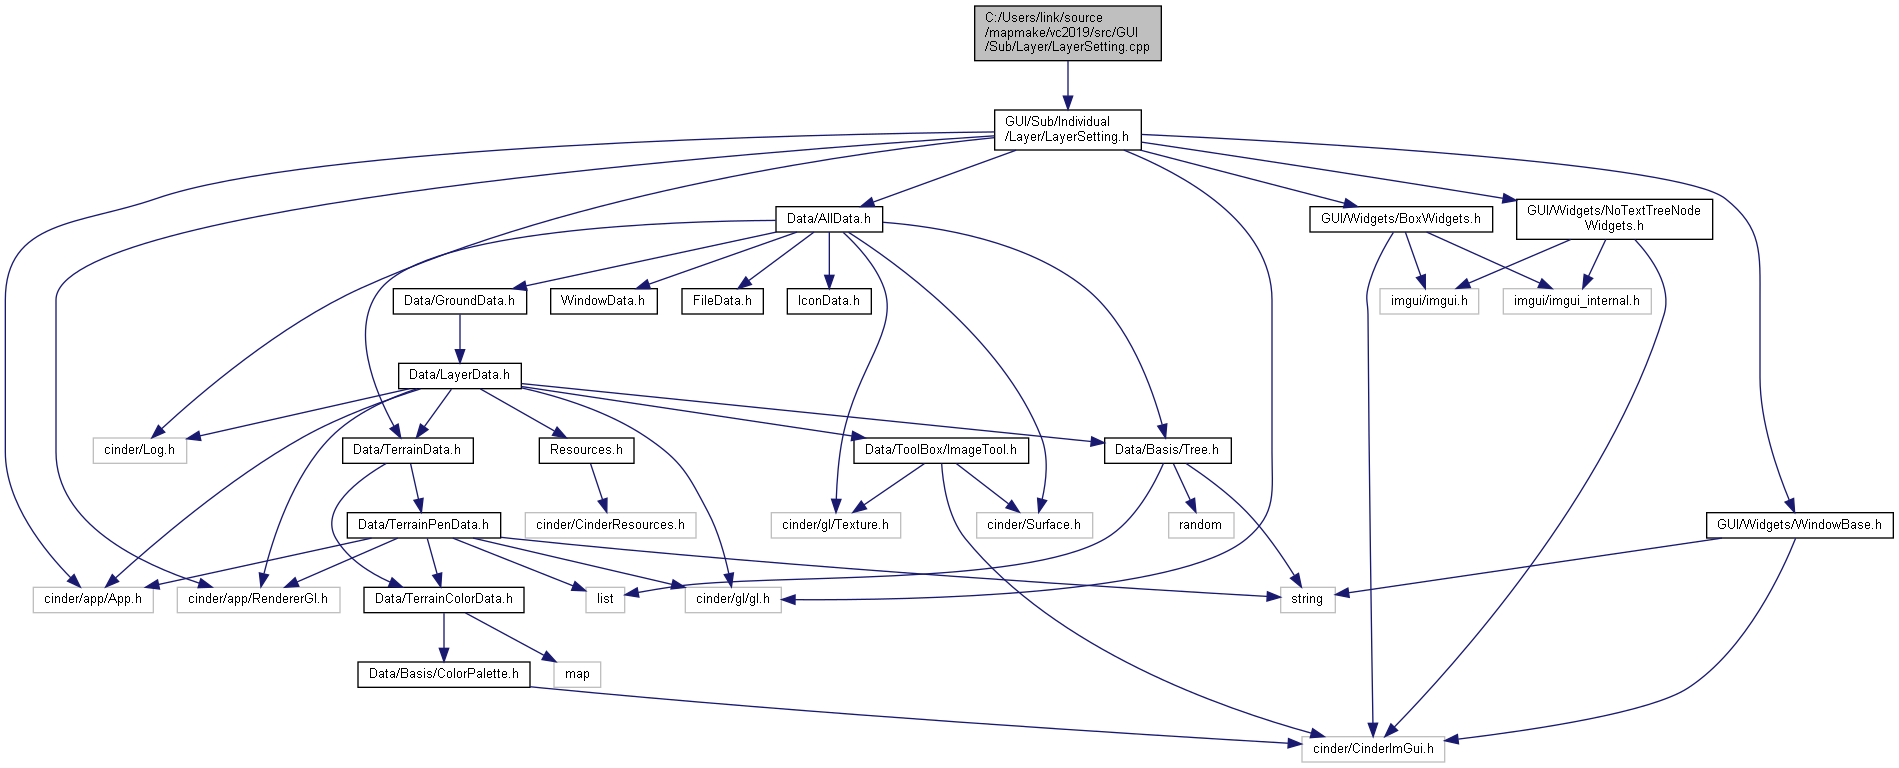 C:/Users/link/source
/mapmake/vc2019/src/GUI
/Sub/Layer/LayerSetting.cpp
GUI/Sub/Individual
/Layer/LayerSetting.h
Data/AllData.h
GUI/Widgets/BoxWidgets.h
GUI/Widgets/NoTextTreeNode
Widgets.h
Data/GroundData.h
WindowData.h
FileData.h
IconData.h
imgui/imgui.h
imgui/imgui_internal.h
Data/LayerData.h
cinder/Log.h
Data/TerrainData.h
Resources.h
Data/ToolBox/ImageTool.h
Data/Basis/Tree.h
Data/TerrainPenData.h
cinder/CinderResources.h
cinder/gl/Texture.h
cinder/Surface.h
random
GUI/Widgets/WindowBase.h
cinder/app/App.h
cinder/app/RendererGl.h
Data/TerrainColorData.h
list
cinder/gl/gl.h
string
Data/Basis/ColorPalette.h
map
cinder/CinderImGui.h